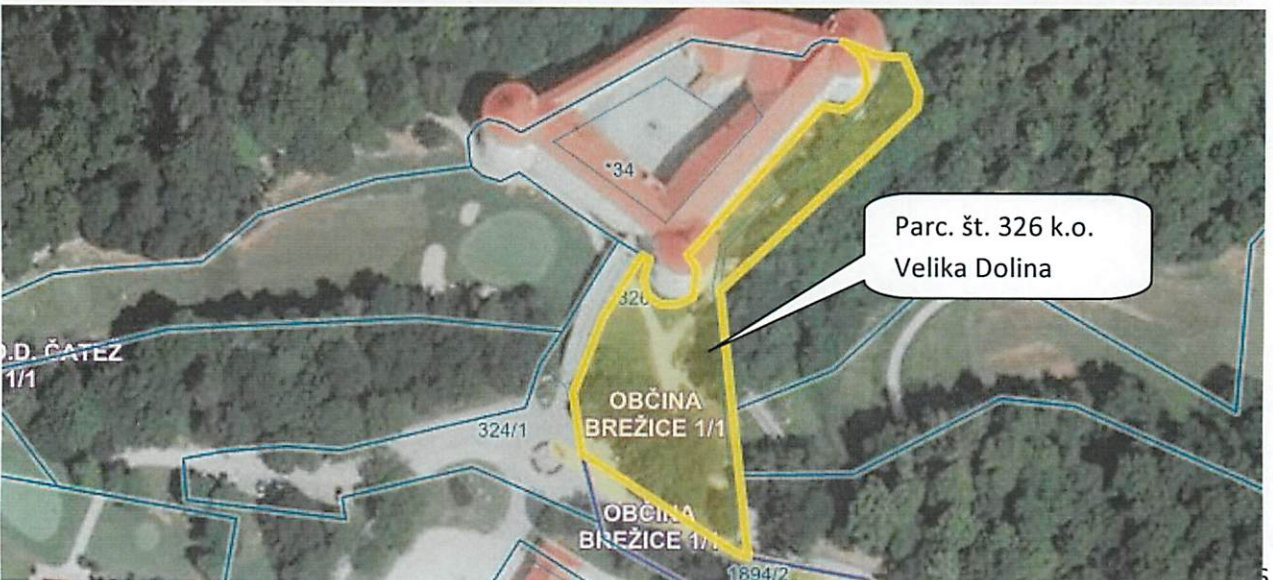 *34
Parc. št. 326 k.o.
Velika Dolina
326
O.D. ČATEŽ
1/1
OBČINA
BREŽICE 1/1
324/1
OBČINA
BREŽICE 1/1
1894/2